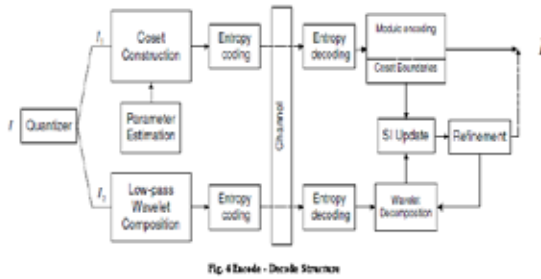 I₁
Coset
Construction
Entropy
coding
Entropy
decoding
Modulo encoding
Coset Boundaries
I
Quantizer
Parameter
Estimation
Channel
SI Update
Refinement
I₂
Low-pass
Wavelet
Composition
Entropy
coding
Entropy
decoding
Wavelet
Decomposition
Fig. 4 Encode - Decode Structure